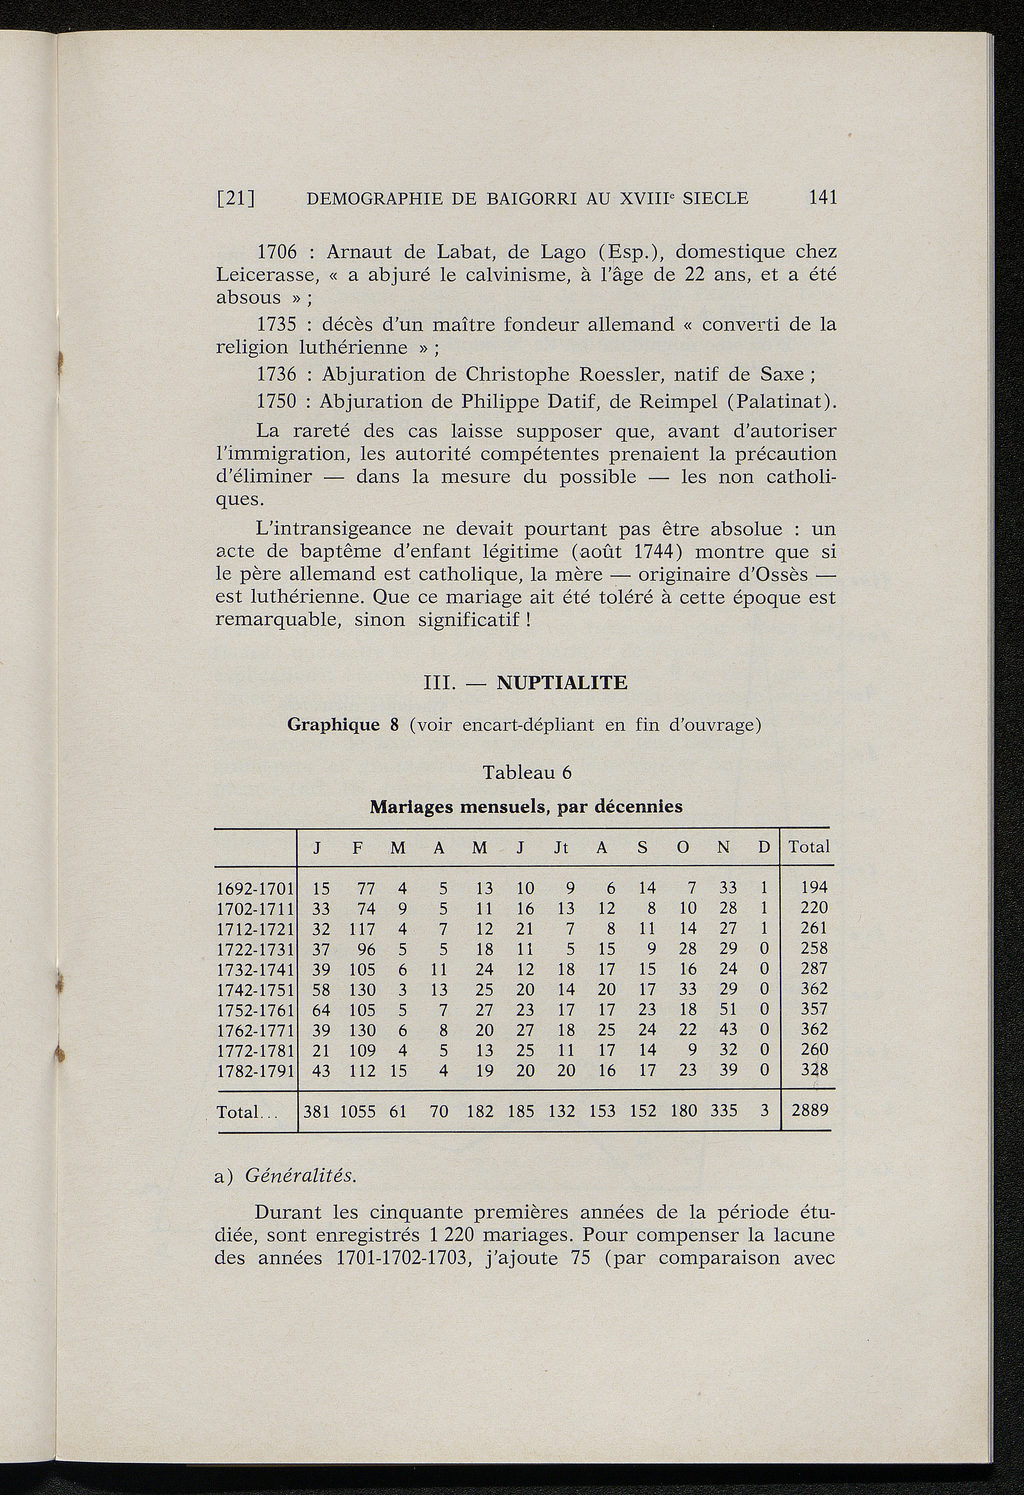 [21] DEMOGRAPHIE DE BAIGORRI AU XVIIIe SIECLE 141
1706 : Arnaut de Labat, de Lago (Esp.), domestique chez
Leicerasse, « a abjuré le calvinisme, à l'âge de 22 ans, et a été
absous » ;
1735 : décès d'un maître fondeur allemand « converti de la
religion luthérienne » ;
1736 : Abjuration de Christophe Roessler, natif de Saxe ;
1750 : Abjuration de Philippe Datif, de Reimpel (Palatinat).
La rareté des cas laisse supposer que, avant d'autoriser
l'immigration, les autorité compétentes prenaient la précaution
d'éliminer — dans la mesure du possible — les non catholi-
ques.
L'intransigeance ne devait pourtant pas être absolue : un
acte de baptême d'enfant légitime (août 1744) montre que si
le père allemand est catholique, la mère — originaire d'Ossès —
est luthérienne. Que ce mariage ait été toléré à cette époque est
remarquable, sinon significatif !
III. — NUPTIALITE
Graphique 8 (voir encart-dépliant en fin d'ouvrage)
Tableau 6
Mariages mensuels, par décennies
J F M A M J Jt A S O N D Total
1692-1701 15 77 4 5 13 10 9 6 14 7 33 1 194
1702-1711 33 74 9 5 11 16 13 12 8 10 28 1 220
1712-1721 32 117 4 7 12 21 7 8 11 14 27 1 261
1722-1731 37 96 5 5 18 11 5 15 9 28 29 0 258
1732-1741 39 105 6 11 24 12 18 17 15 16 24 0 287
1742-1751 58 130 3 13 25 20 14 20 17 33 29 0 362
1752-1761 64 105 5 7 27 23 17 17 23 18 51 0 357
1762-1771 39 130 6 8 20 27 18 25 24 22 43 0 362
1772-1781 21 109 4 5 13 25 11 17 14 9 32 0 260
1782-1791 43 112 15 4 19 20 20 16 17 23 39 0 328
Total... 381 1055 61 70 182 185 132 153 152 180 335 3 2889
a) Généralités.
Durant les cinquante premières années de la période étu-
diée, sont enregistrés 1 220 mariages. Pour compenser la lacune
des années 1701-1702-1703, j'ajoute 75 (par comparaison avec